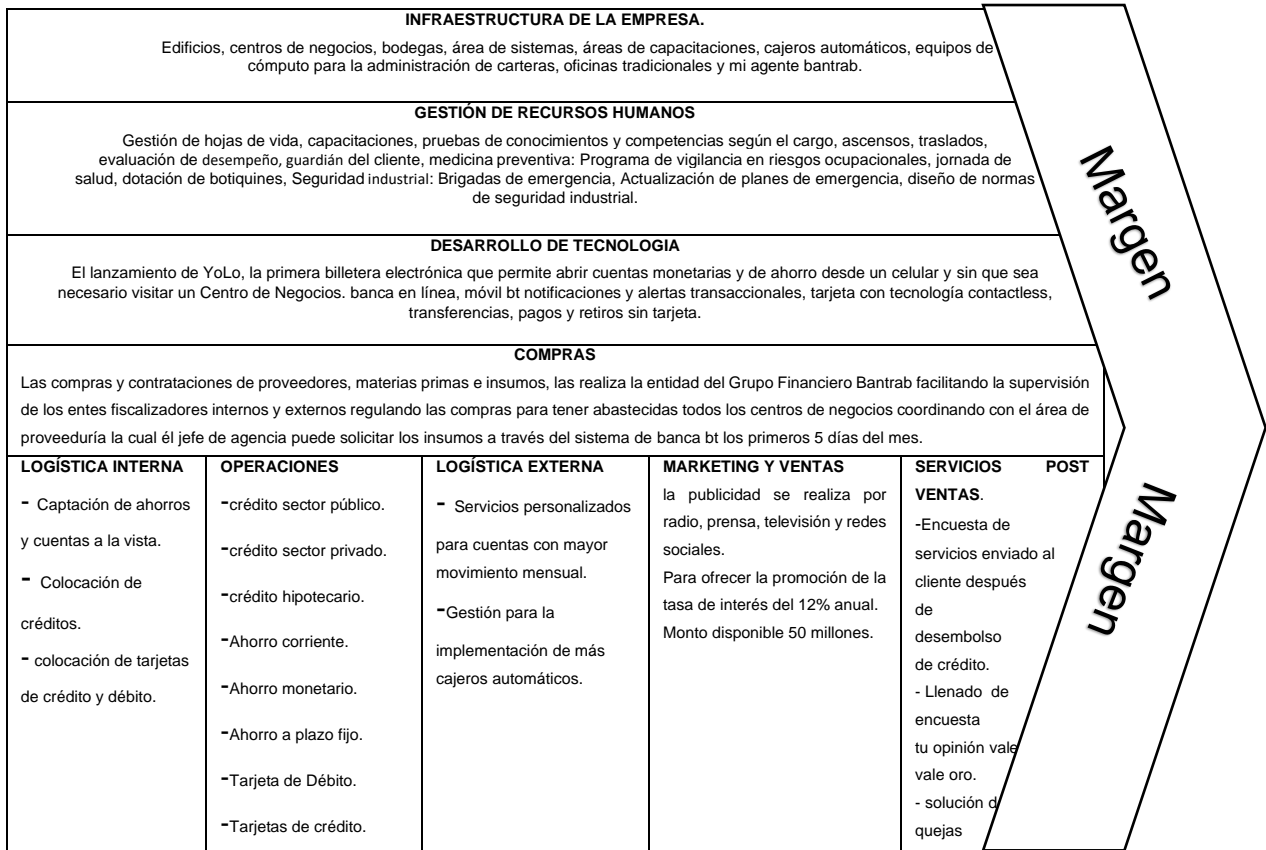 INFRAESTRUCTURA DE LA EMPRESA.
Edificios, centros de negocios, bodegas, área de sistemas, áreas de capacitaciones, cajeros automáticos, equipos de
cómputo para la administración de carteras, oficinas tradicionales y mi agente bantrab.
GESTIÓN DE RECURSOS HUMANOS
Gestión de hojas de vida, capacitaciones, pruebas de conocimientos y competencias según el cargo, ascensos, traslados,
evaluación de desempeño, guardián del cliente, medicina preventiva: Programa de vigilancia en riesgos ocupacionales, jornada de
salud, dotación de botiquines, Seguridad industrial: Brigadas de emergencia, Actualización de planes de emergencia, diseño de normas
de seguridad industrial.
DESARROLLO DE TECNOLOGIA
El lanzamiento de YoLo, la primera billetera electrónica que permite abrir cuentas monetarias y de ahorro desde un celular y sin que sea
necesario visitar un Centro de Negocios. banca en línea, móvil bt notificaciones y alertas transaccionales, tarjeta con tecnología contactless,
transferencias, pagos y retiros sin tarjeta.
COMPRAS
Las compras y contrataciones de proveedores, materias primas e insumos, las realiza la entidad del Grupo Financiero Bantrab facilitando la supervisión
de los entes fiscalizadores internos y externos regulando las compras para tener abastecidas todos los centros de negocios coordinando con el área de
proveeduría la cual él jefe de agencia puede solicitar los insumos a través del sistema de banca bt los primeros 5 días del mes.
LOGÍSTICA INTERNA
- Captación de ahorros
y cuentas a la vista.
- Colocación de
créditos.
- colocación de tarjetas
de crédito y débito.
OPERACIONES
-crédito sector público.
-crédito sector privado.
-crédito hipotecario.
-Ahorro corriente.
-Ahorro monetario.
-Ahorro a plazo fijo.
-Tarjeta de Débito.
-Tarjetas de crédito.
LOGÍSTICA EXTERNA
- Servicios personalizados
para cuentas con mayor
movimiento mensual.
-Gestión para la
implementación de más
cajeros automáticos.
MARKETING Y VENTAS
la publicidad se realiza por
radio, prensa, televisión y redes
sociales.
Para ofrecer la promoción de la
tasa de interés del 12% anual.
Monto disponible 50 millones.
SERVICIOS POST
VENTAS.
-Encuesta de
servicios enviado al
cliente después
de
desembolso
de crédito.
- Llenado de
encuesta
tu opinión vale
vale oro.
- solución d
quejas
Margen
Margen